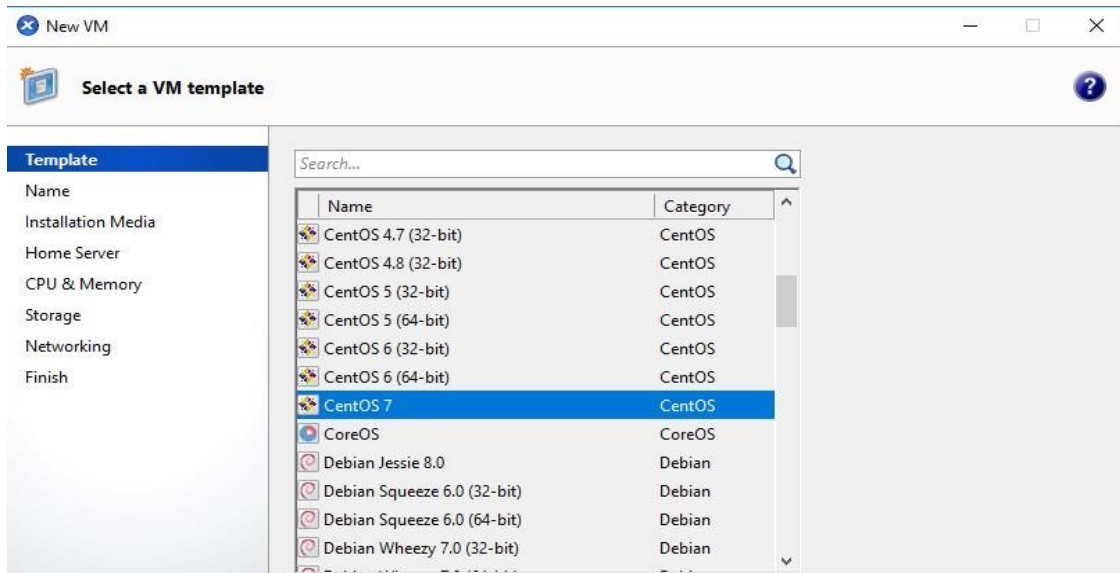 New VM
Select a VM template
Template
Name
Installation Media
Home Server
CPU & Memory
Storage
Networking
Finish
Search...
Name Category
CentOS 4.7 (32-bit) CentOS
CentOS 4.8 (32-bit) CentOS
CentOS 5 (32-bit) CentOS
CentOS 5 (64-bit) CentOS
CentOS 6 (32-bit) CentOS
CentOS 6 (64-bit) CentOS
CentOS 7 CentOS
CoreOS CoreOS
Debian Jessie 8.0 Debian
Debian Squeeze 6.0 (32-bit) Debian
Debian Squeeze 6.0 (64-bit) Debian
Debian Wheezy 7.0 (32-bit) Debian